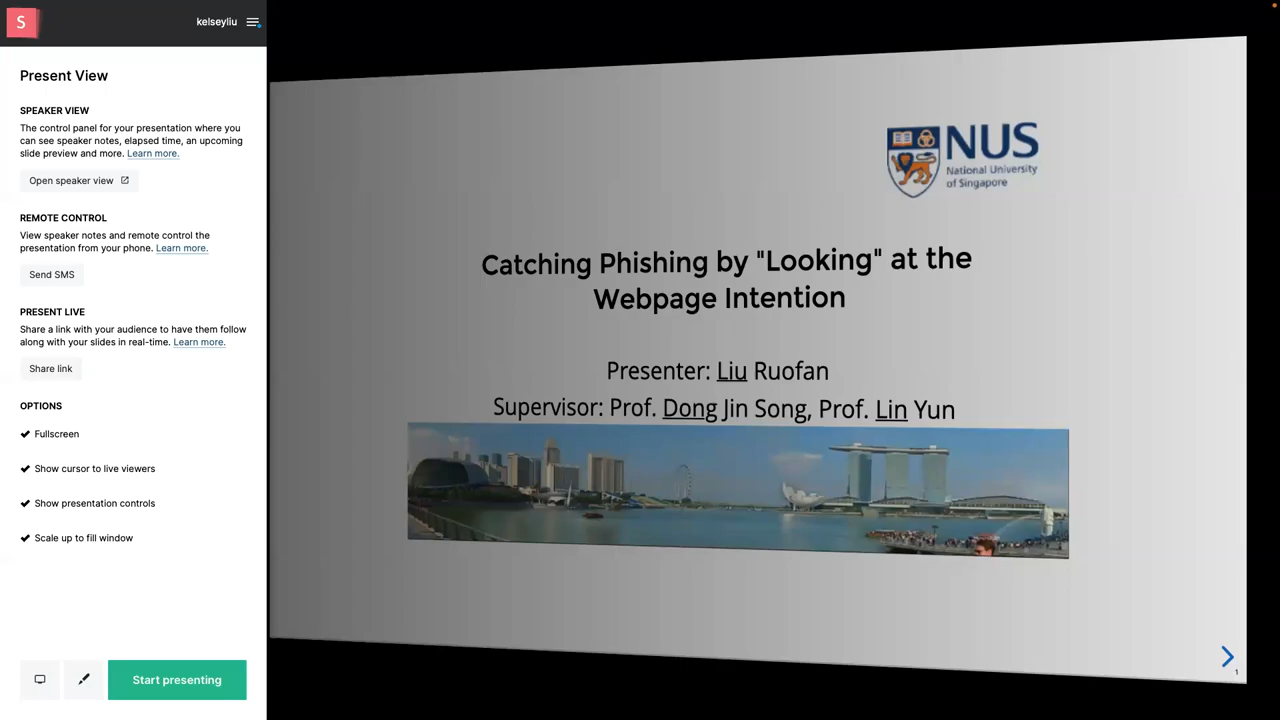 S
kelseyliu
Present View
SPEAKER VIEW
The control panel for your presentation where you
can see speaker notes, elapsed time, an upcoming
slide preview and more. Learn more.
Open speaker view
REMOTE CONTROL
View speaker notes and remote control the
presentation from your phone. Learn more.
Send SMS
PRESENT LIVE
Share a link with your audience to have them follow
along with your slides in real-time. Learn more.
Share link
OPTIONS
Fullscreen
Show cursor to live viewers
Show presentation controls
Scale up to fill window
Start presenting
NUS
National University
of Singapore
Catching Phishing by "Looking" at the
Webpage Intention
Presenter: Liu Ruofan
Supervisor: Prof. Dong Jin Song, Prof. Lin Yun
1